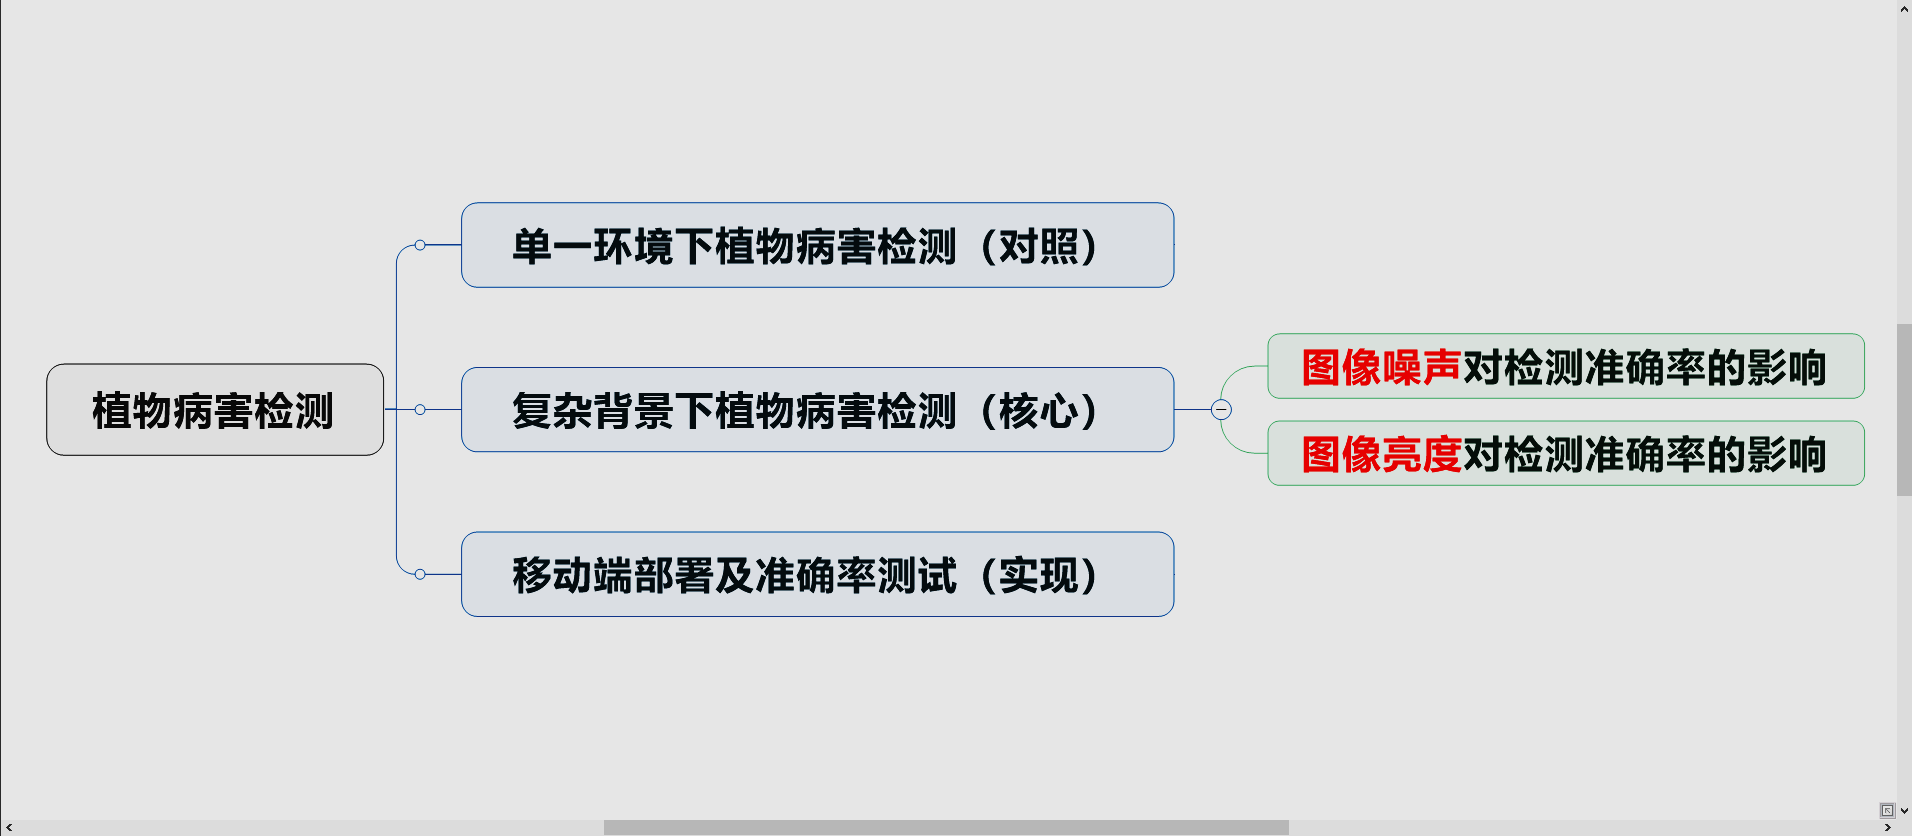 植物病害检测
单一环境下植物病害检测（对照）
复杂背景下植物病害检测（核心）
图像噪声对检测准确率的影响
图像亮度对检测准确率的影响
移动端部署及准确率测试（实现）